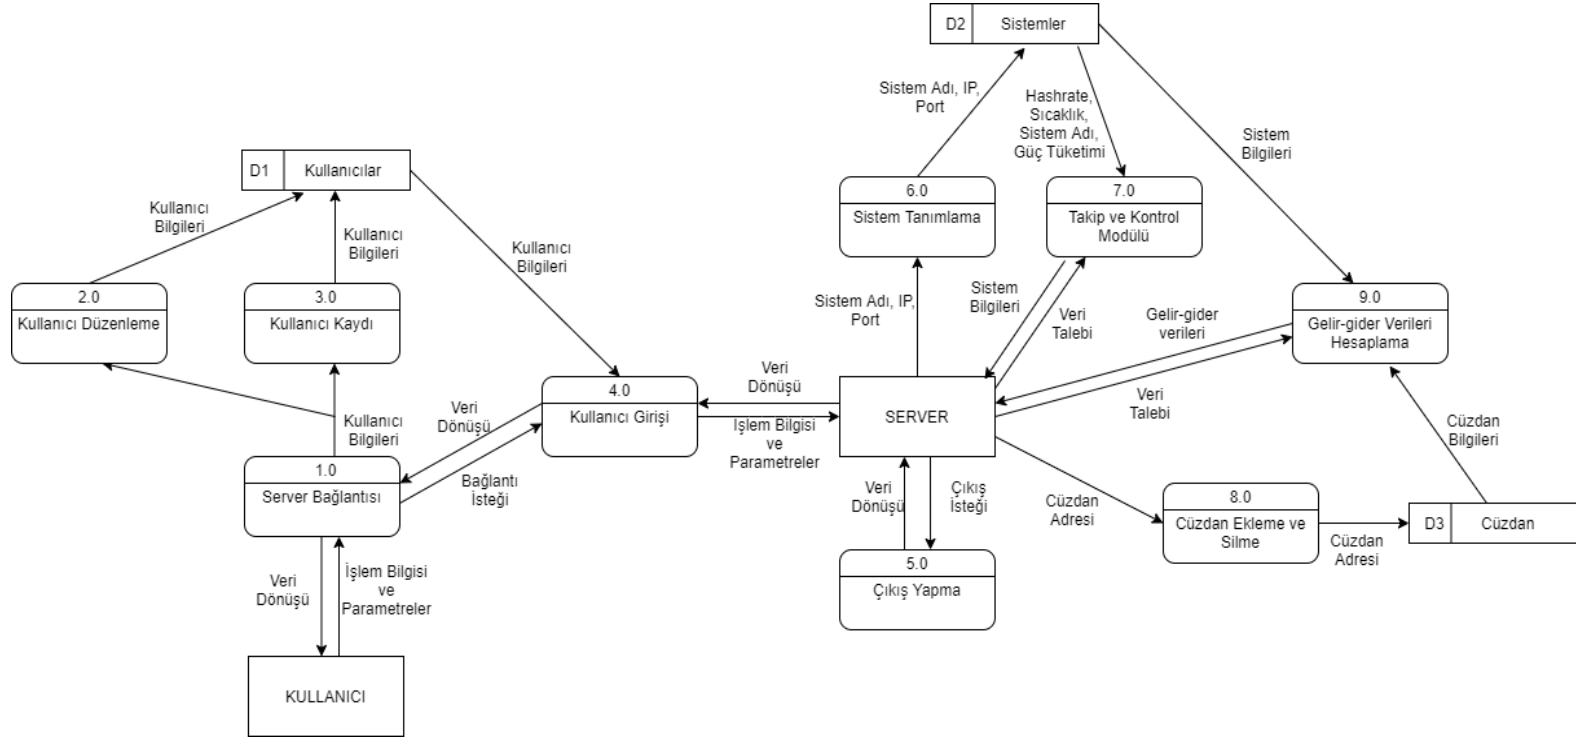 D2
Sistemler
Sistem Adı, IP,
Port
Hashrate,
Sıcaklık,
Sistem Adı,
Güç Tüketimi
Sistem
Bilgileri
D1
Kullanıcılar
6.0
Sistem Tanımlama
7.0
Takip ve Kontrol
Modülü
Kullanıcı
Bilgileri
Kullanıcı
Bilgileri
Kullanıcı
Bilgileri
2.0
Kullanıcı Düzenleme
3.0
Kullanıcı Kaydı
Sistem Adı, IP,
Port
Sistem
Bilgileri
Veri
Talebi
Gelir-gider
verileri
9.0
Gelir-gider Verileri
Hesaplama
Veri
Dönüşü
4.0
Kullanıcı Girişi
Veri
Dönüşü
SERVER
İşlem Bilgisi
ve
Parametreler
Veri
Talebi
Kullanıcı
Bilgileri
Cüzdan
Bilgileri
1.0
Server Bağlantısı
Bağlantı
İsteği
Veri
Dönüşü
Çıkış
İsteği
Cüzdan
Adresi
8.0
Cüzdan Ekleme ve
Silme
Cüzdan
Adresi
D3
Cüzdan
5.0
Çıkış Yapma
Veri
Dönüşü
İşlem Bilgisi
ve
Parametreler
KULLANICI